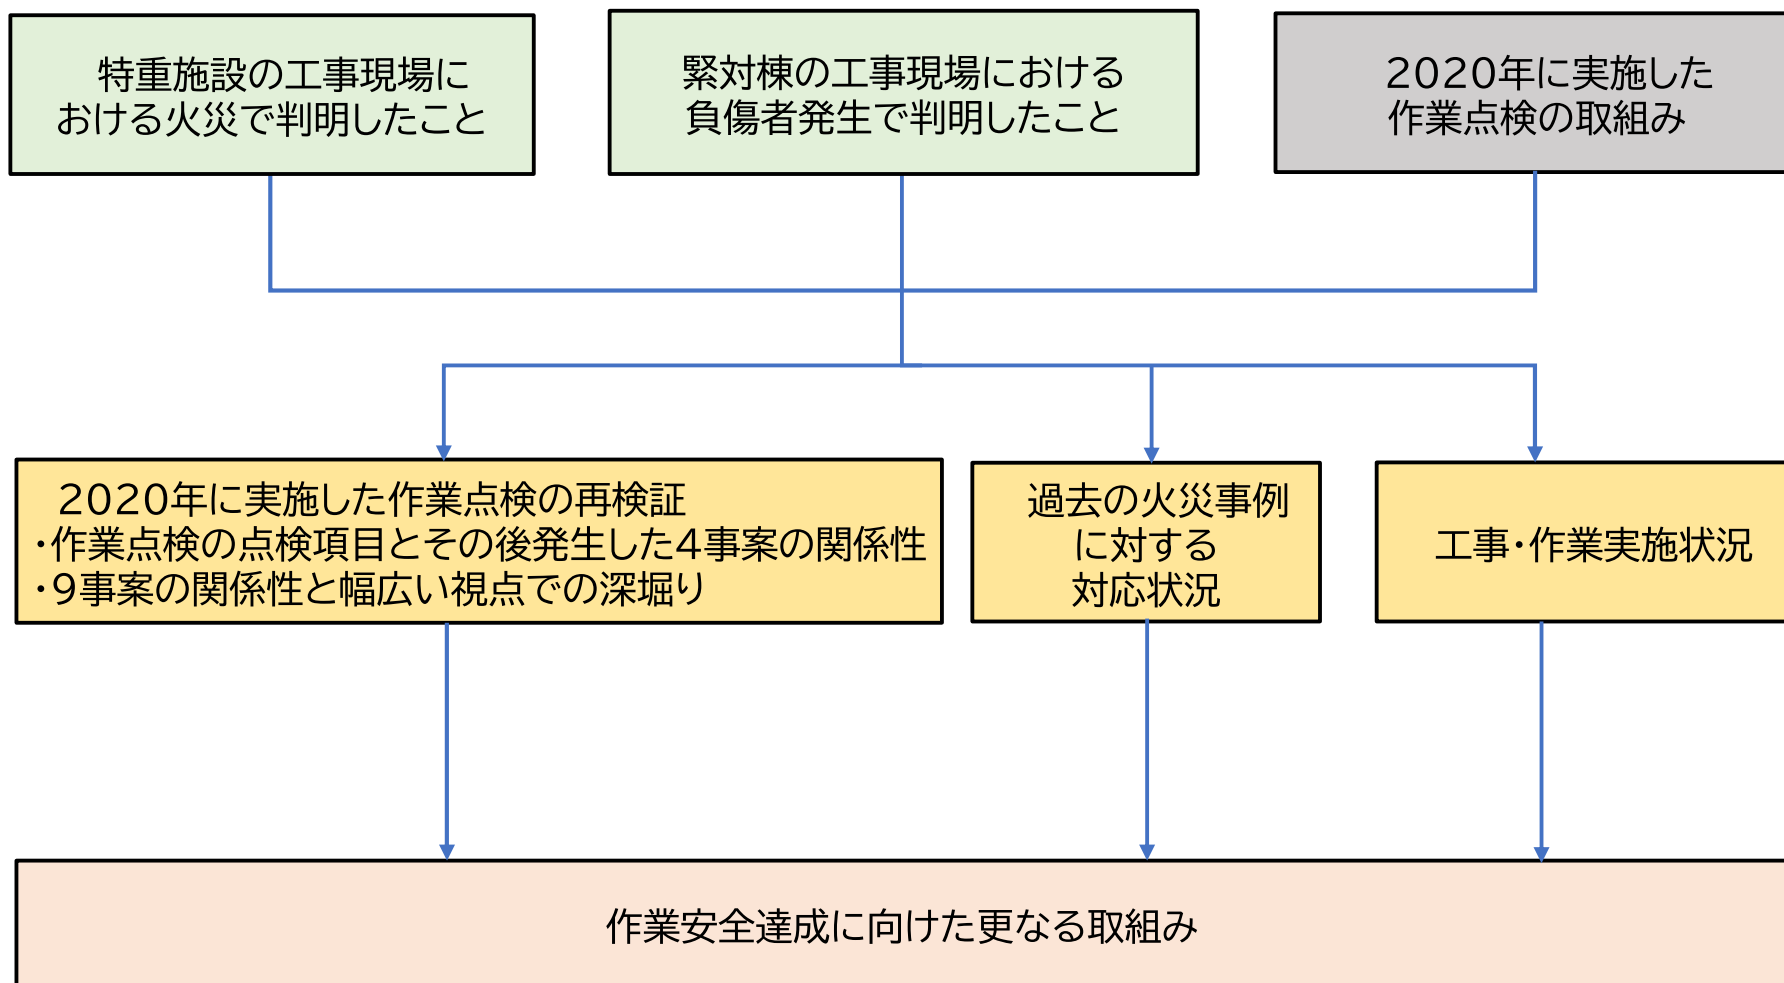 特重施設の工事現場に
おける火災で判明したこと
緊対棟の工事現場における
負傷者発生で判明したこと
2020年に実施した
作業点検の取組み
2020年に実施した作業点検の再検証
・作業点検の点検項目とその後発生した4事案の関係性
・9事案の関係性と幅広い視点での深堀り
過去の火災事例
に対する
対応状況
工事・作業実施状況
作業安全達成に向けた更なる取組み